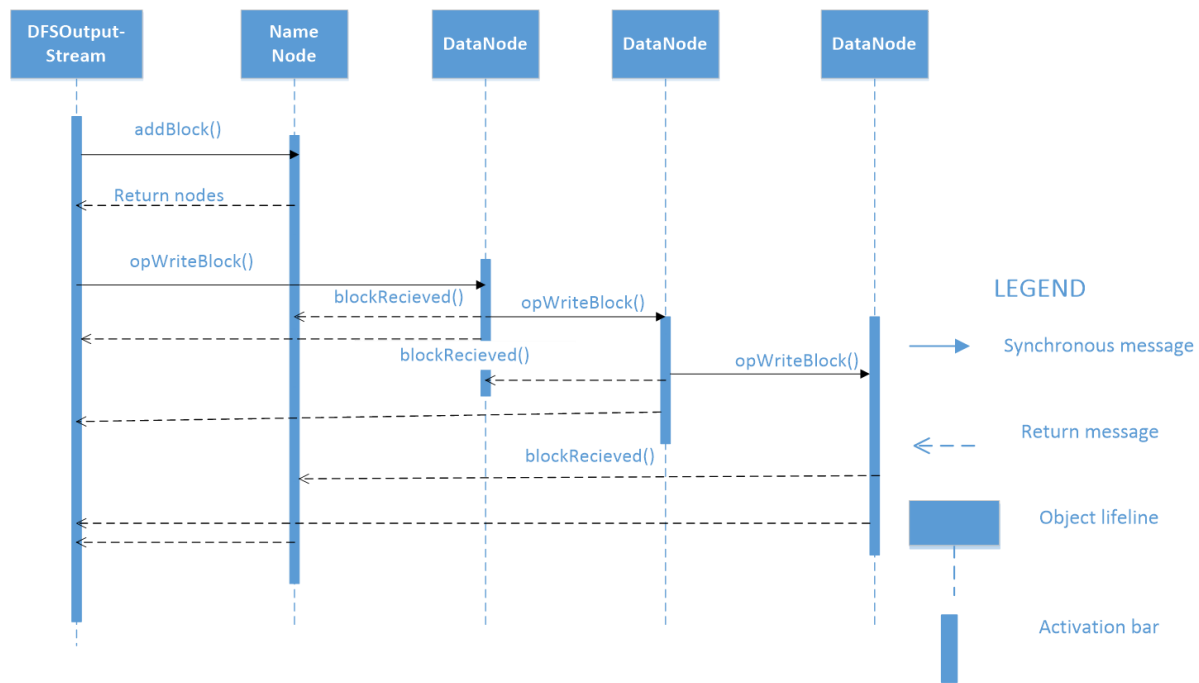 DFSOutput-
Stream
Name
Node
DataNode
DataNode
DataNode
addBlock()
Return nodes
opWriteBlock()
blockRecieved()
opWriteBlock()
blockRecieved()
opWriteBlock()
blockRecieved()
LEGEND
Synchronous message
Return message
Object lifeline
Activation bar